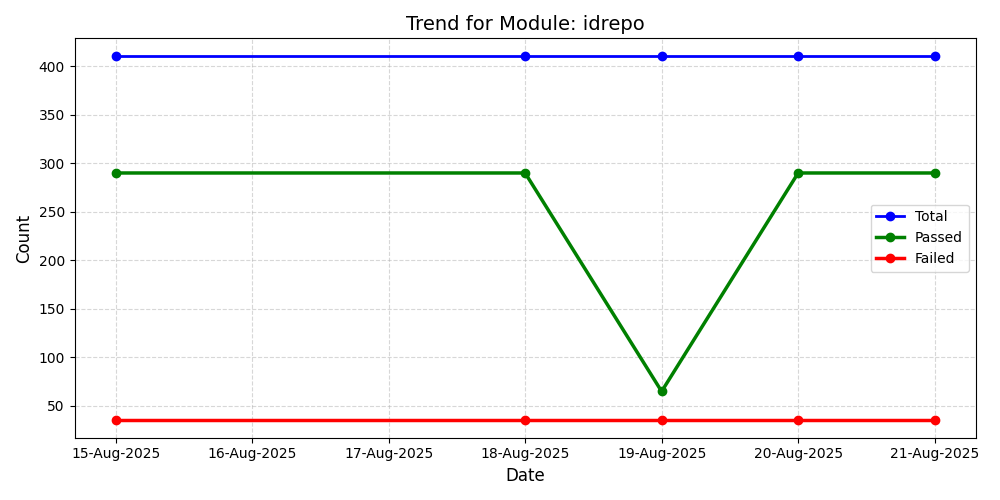 Trend for Module: idrepo
Count
400
350
300
250
200
150
100
50
Total
Passed
Failed
15-Aug-2025 16-Aug-2025 17-Aug-2025 18-Aug-2025 19-Aug-2025 20-Aug-2025 21-Aug-2025
Date